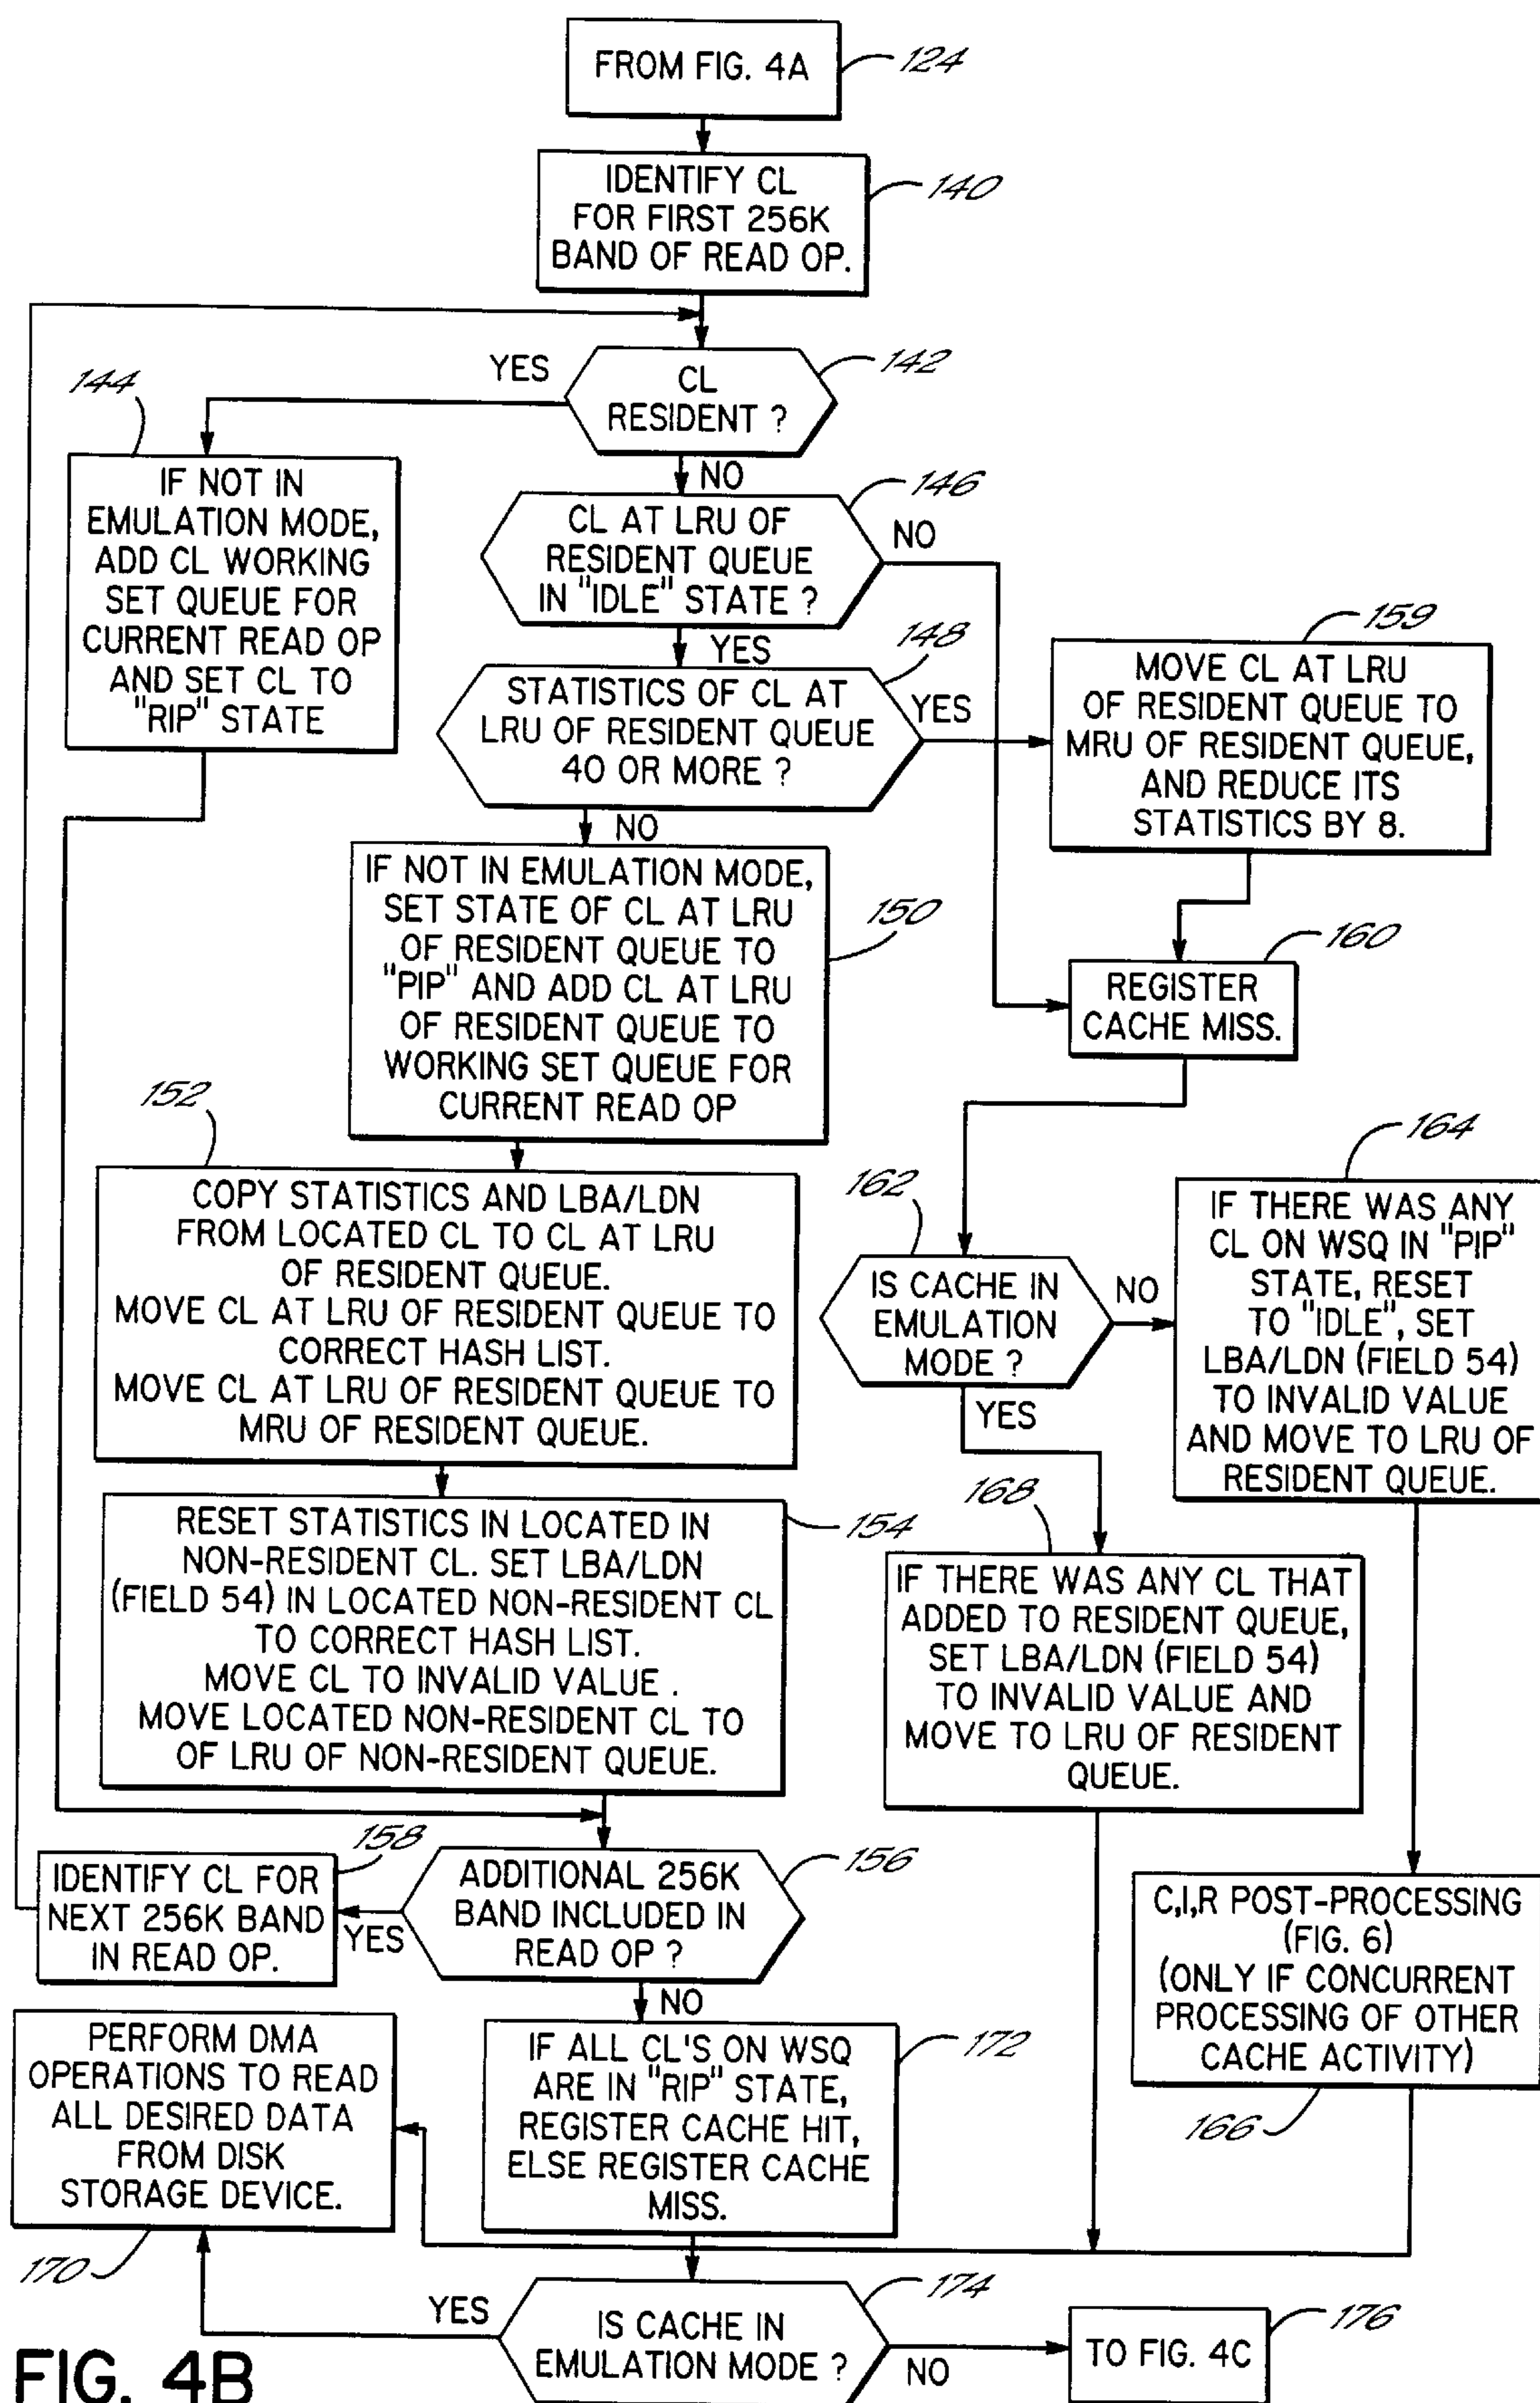 FROM FIG. 4A
124
IDENTIFY CL
FOR FIRST 256K
BAND OF READ OP.
140
YES
CL
RESIDENT ?
142
144
NO
IF NOT IN
EMULATION MODE,
ADD CL WORKING
SET QUEUE FOR
CURRENT READ OP
AND SET CL TO
"RIP" STATE
CL AT LRU OF
RESIDENT QUEUE
IN "IDLE" STATE ?
146
NO
YES
STATISTICS OF CL AT
LRU OF RESIDENT QUEUE
40 OR MORE ?
148
YES
159
MOVE CL AT LRU
OF RESIDENT QUEUE TO
MRU OF RESIDENT QUEUE,
AND REDUCE ITS
STATISTICS BY 8.
NO
IF NOT IN EMULATION MODE,
SET STATE OF CL AT LRU
OF RESIDENT QUEUE TO
"PIP" AND ADD CL AT LRU
OF RESIDENT QUEUE TO
WORKING SET QUEUE FOR
CURRENT READ OP
150
160
REGISTER
CACHE MISS.
152
COPY STATISTICS AND LBA/LDN
FROM LOCATED CL TO CL AT LRU
OF RESIDENT QUEUE.
MOVE CL AT LRU OF RESIDENT QUEUE TO
CORRECT HASH LIST.
MOVE CL AT LRU OF RESIDENT QUEUE TO
MRU OF RESIDENT QUEUE.
162
IS CACHE IN
EMULATION
MODE ?
NO
YES
164
IF THERE WAS ANY
CL ON WSQ IN "PIP"
STATE, RESET
TO "IDLE", SET
LBA/LDN (FIELD 54)
TO INVALID VALUE
AND MOVE TO LRU OF
RESIDENT QUEUE.
RESET STATISTICS IN LOCATED IN
NON-RESIDENT CL. SET LBA/LDN
(FIELD 54) IN LOCATED NON-RESIDENT CL
TO CORRECT HASH LIST.
MOVE CL TO INVALID VALUE .
MOVE LOCATED NON-RESIDENT CL TO
OF LRU OF NON-RESIDENT QUEUE.
154
168
IF THERE WAS ANY CL THAT
ADDED TO RESIDENT QUEUE,
SET LBA/LDN (FIELD 54)
TO INVALID VALUE AND
MOVE TO LRU OF RESIDENT
QUEUE.
158
IDENTIFY CL FOR
NEXT 256K BAND
IN READ OP.
YES
ADDITIONAL 256K
BAND INCLUDED IN
READ OP ?
156
NO
C,I,R POST-PROCESSING
(FIG. 6)
(ONLY IF CONCURRENT
PROCESSING OF OTHER
CACHE ACTIVITY)
166
PERFORM DMA
OPERATIONS TO READ
ALL DESIRED DATA
FROM DISK
STORAGE DEVICE.
170
IF ALL CL'S ON WSQ
ARE IN "RIP" STATE,
REGISTER CACHE HIT,
ELSE REGISTER CACHE
MISS.
172
YES
IS CACHE IN
EMULATION MODE ?
174
NO
TO FIG. 4C
176
FIG. 4B